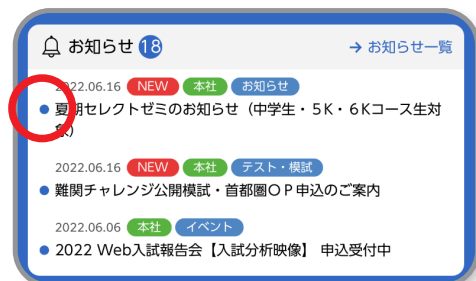 お知らせ 18 → お知らせ一覧
2022.06.16 NEW 本社 お知らせ
夏期セレクトゼミのお知らせ（中学生・5K・6Kコース生対
象）
2022.06.16 NEW 本社 テスト・模試
難関チャレンジ公開模試・首都圏OP申込のご案内
2022.06.06 本社 イベント
2022 Web入試報告会【入試分析映像】 申込受付中